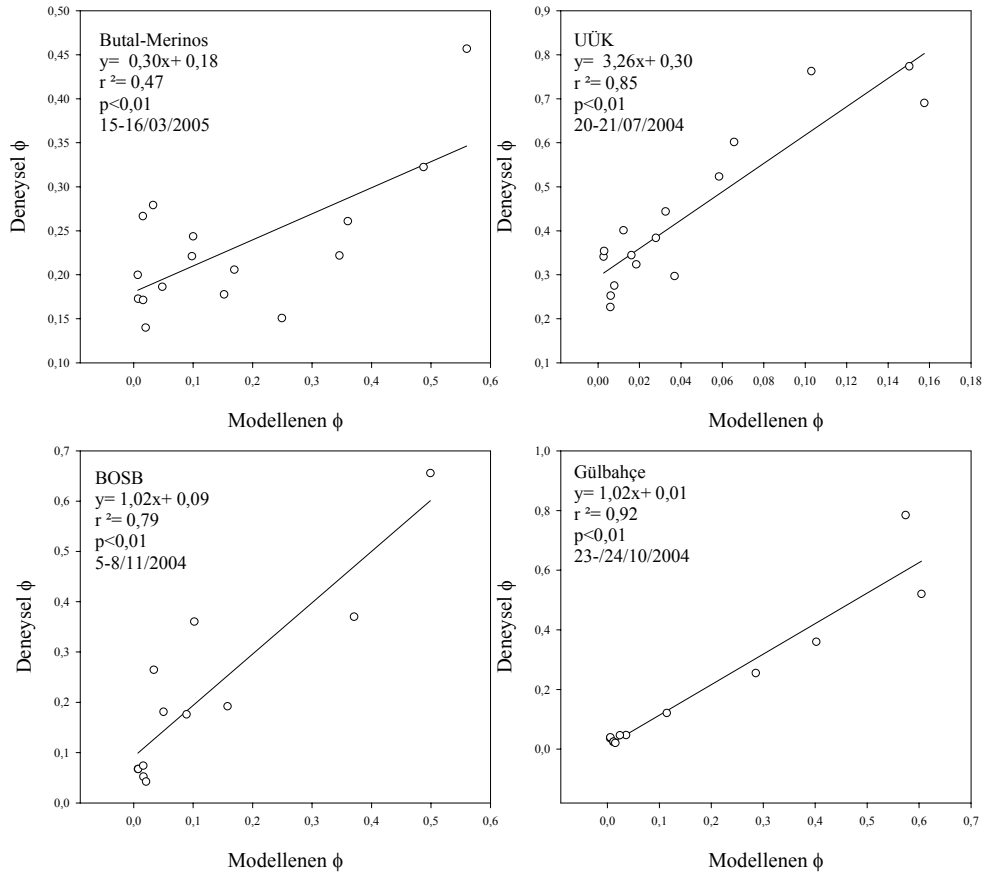 0,50
0,45
0,40
0,35
0,30
0,25
0,20
0,15
0,10
Deneysel ϕ
Butal-Merinos
y= 0,30x+ 0,18
r ²= 0,47
p<0,01
15-16/03/2005
0,0 0,1 0,2 0,3 0,4 0,5 0,6
Modellenen ϕ
0,9
0,8
0,7
0,6
0,5
0,4
0,3
0,2
0,1
Deneysel ϕ
UÜK
y= 3,26x+ 0,30
r ²= 0,85
p<0,01
20-21/07/2004
0,00 0,02 0,04 0,06 0,08 0,10 0,12 0,14 0,16 0,18
Modellenen ϕ
0,7
0,6
0,5
0,4
0,3
0,2
0,1
0,0
Deneysel ϕ
BOSB
y= 1,02x+ 0,09
r ²= 0,79
p<0,01
5-8/11/2004
0,0 0,1 0,2 0,3 0,4 0,5 0,6
Modellenen ϕ
1,0
0,8
0,6
0,4
0,2
0,0
Deneysel ϕ
Gülbahçe
y= 1,02x+ 0,01
r ²= 0,92
p<0,01
23-/24/10/2004
0,0 0,1 0,2 0,3 0,4 0,5 0,6 0,7
Modellenen ϕ